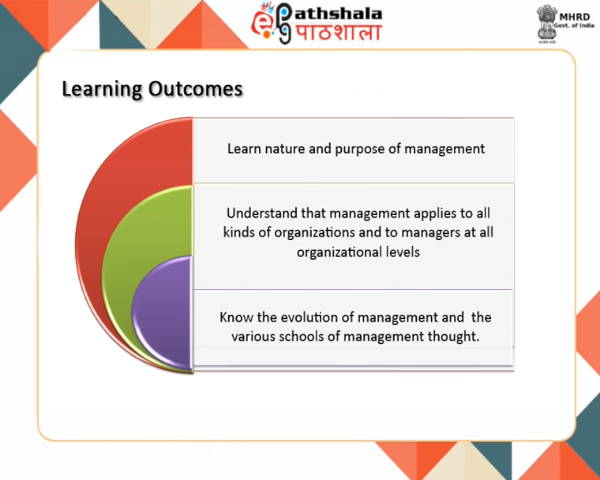 e-PG Pathshala
पाठशाला
MHRD
Govt. of India
Learning Outcomes
Learn nature and purpose of management
Understand that management applies to all
kinds of organizations and to managers at all
organizational levels
Know the evolution of management and the
various schools of management thought.